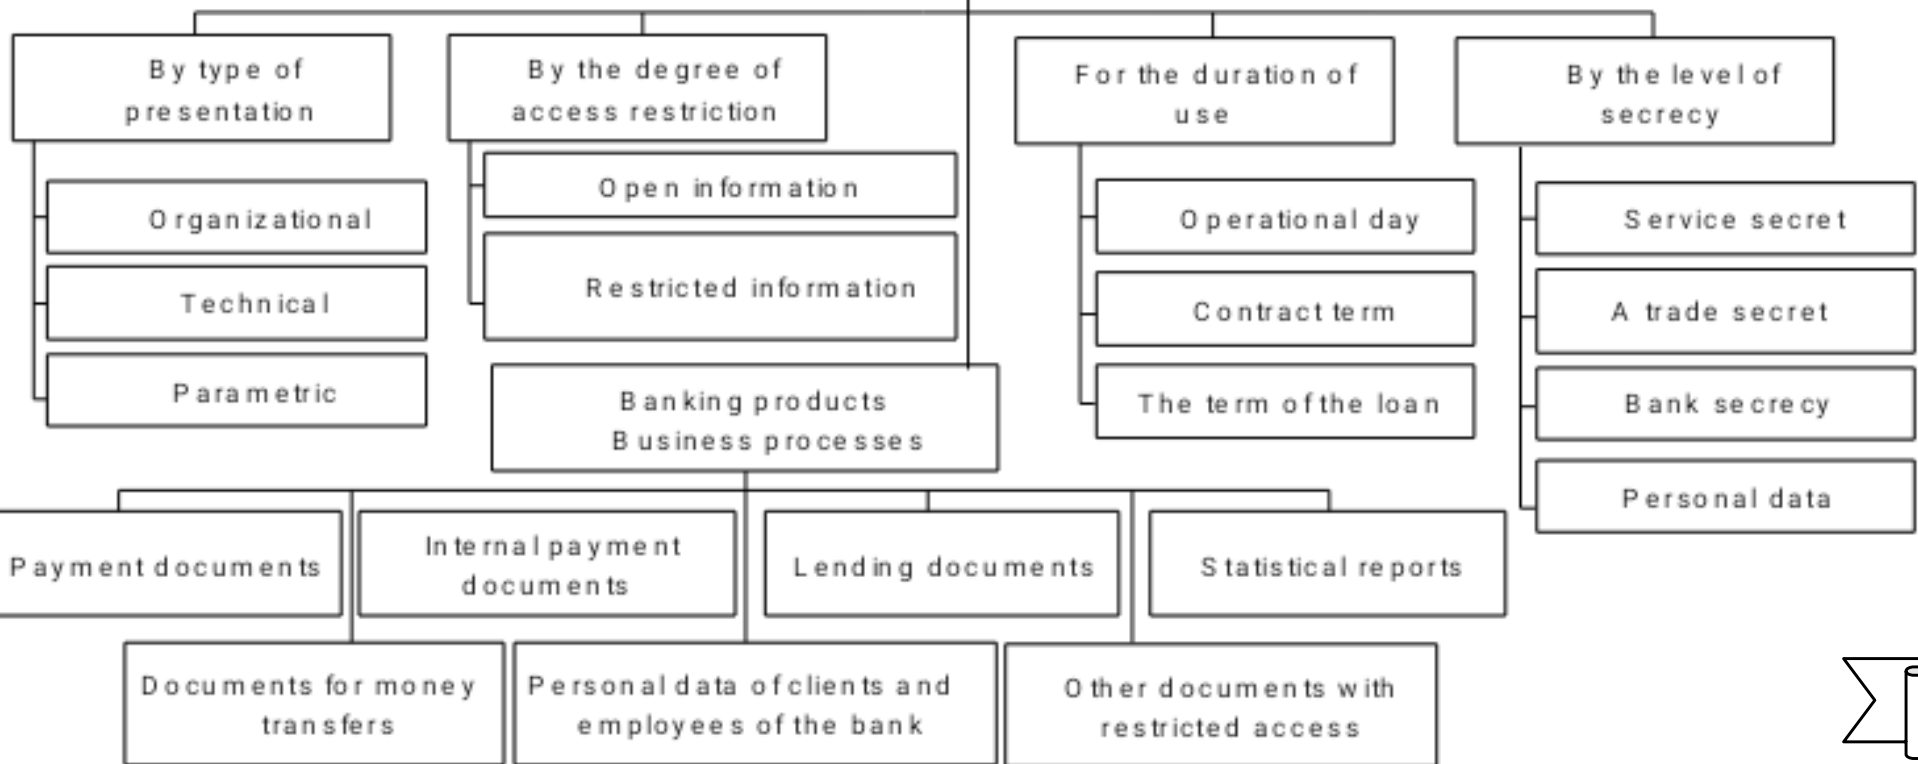 By type of
presentation
By the degree of
access restriction
For the duration of
use
By the level of
secrecy
Organizational
Technical
Parametric
Open information
Restricted information
Operational day
Contract term
The term of the loan
Service secret
A trade secret
Bank secrecy
Personal data
Banking products
Business processes
Payment documents
Internal payment
documents
Lending documents
Statistical reports
Documents for money
transfers
Personal data of clients and
employees of the bank
Other documents with
restricted access